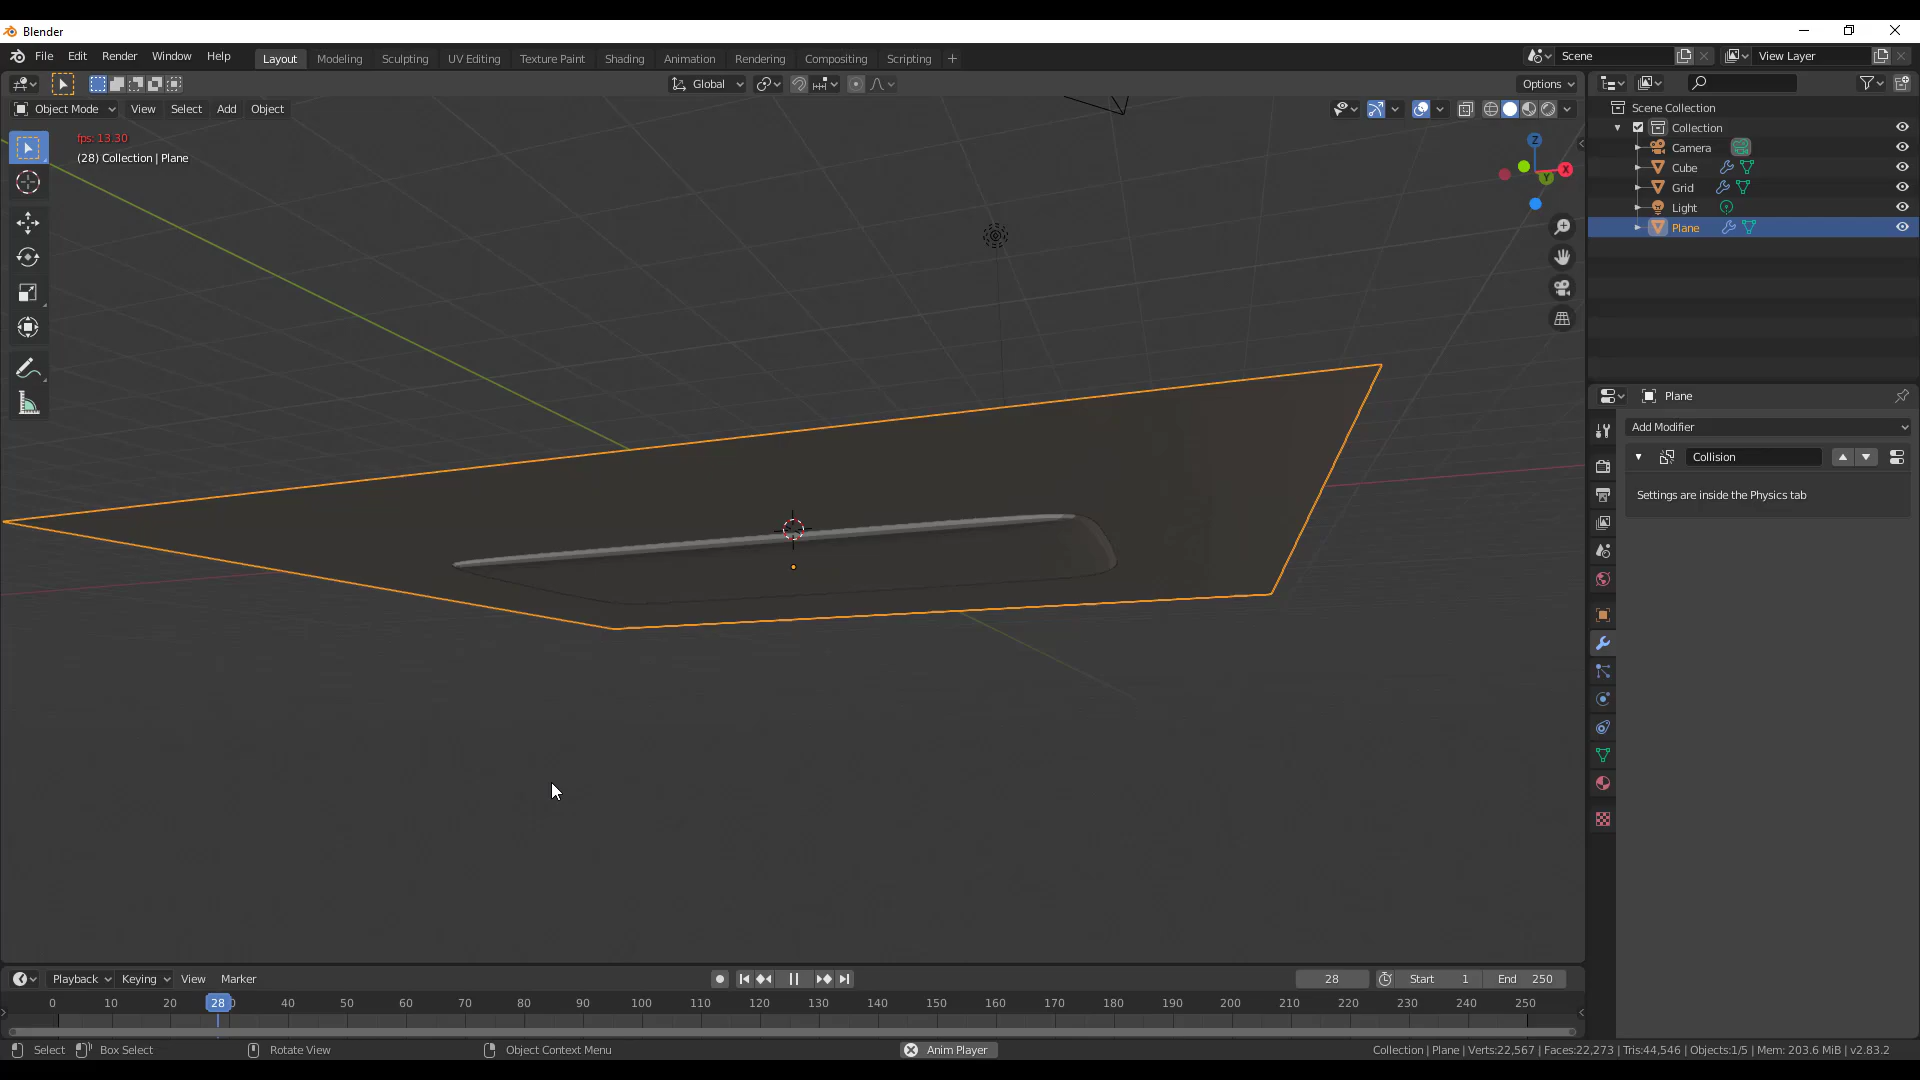 Blender
File Edit Render Window Help Layout Modeling Sculpting UV Editing Texture Paint Shading Animation Rendering Compositing Scripting + Scene View Layer
Global Options
Object Mode View Select Add Object
fps: 13.30
(28) Collection | Plane
Z
X
Y
Scene Collection
Collection
Camera
Cube
Grid
Light
Plane
Plane
Add Modifier
Collision
Settings are inside the Physics tab
Playback Keying View Marker 28 Start 1 End 250
0 10 20 28 40 50 60 70 80 90 100 110 120 130 140 150 160 170 180 190 200 210 220 230 240 250
Select Box Select Rotate View Object Context Menu Anim Player Collection | Plane | Verts:22,567 | Faces:22,273 | Tris:44,546 | Objects:1/5 | Mem: 203.6 MiB | v2.83.2